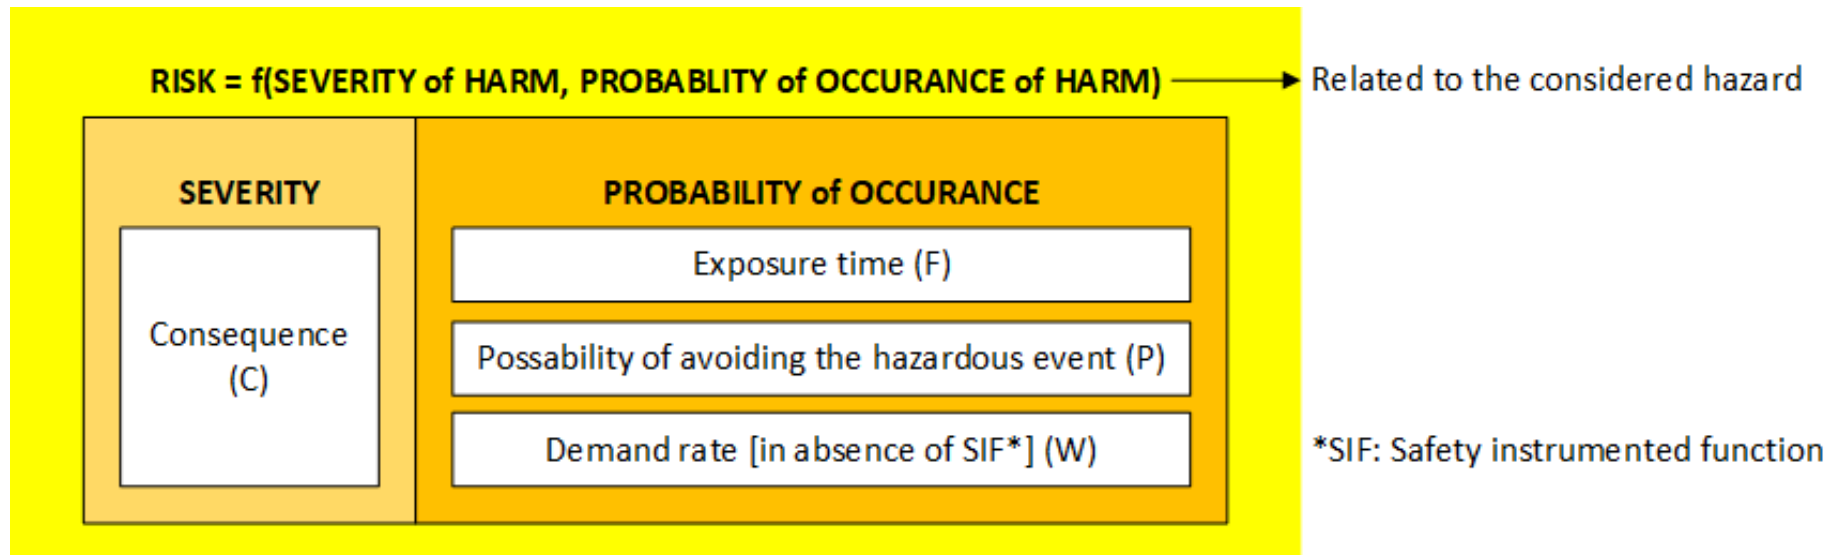 RISK = f(SEVERITY of HARM, PROBABLITY of OCCURANCE of HARM)
Related to the considered hazard
SEVERITY
PROBABILITY of OCCURANCE
Consequence
(C)
Exposure time (F)
Possability of avoiding the hazardous event (P)
Demand rate [in absence of SIF*] (W)
*SIF: Safety instrumented function